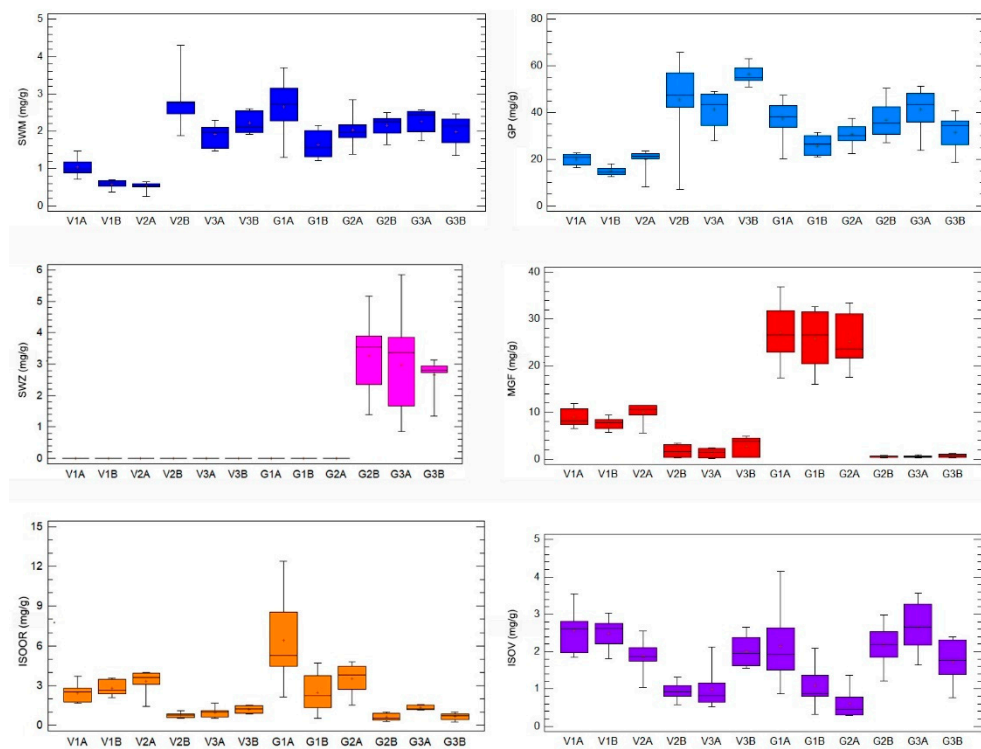 SWM (mg/g)
5
4
3
2
1
0
V1A V1B V2A V2B V3A V3B G1A G1B G2A G2B G3A G3B
GP (mg/g)
80
60
40
20
0
V1A V1B V2A V2B V3A V3B G1A G1B G2A G2B G3A G3B
SWZ (mg/g)
6
5
4
3
2
1
0
V1A V1B V2A V2B V3A V3B G1A G1B G2A G2B G3A G3B
MGF (mg/g)
40
30
20
10
0
V1A V1B V2A V2B V3A V3B G1A G1B G2A G2B G3A G3B
ISOOR (mg/g)
15
12
9
6
3
0
V1A V1B V2A V2B V3A V3B G1A G1B G2A G2B G3A G3B
ISOV (mg/g)
5
4
3
2
1
0
V1A V1B V2A V2B V3A V3B G1A G1B G2A G2B G3A G3B